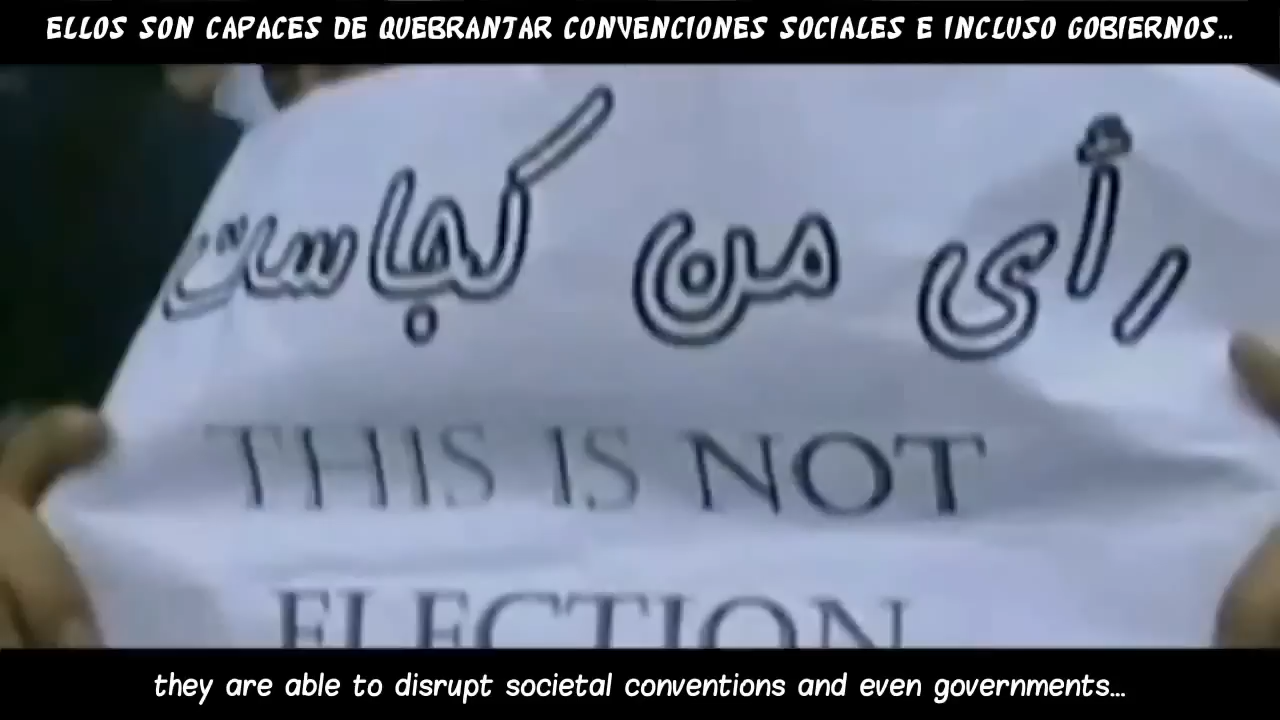 ELLOS SON CAPACES DE QUEBRANTAR CONVENCIONES SOCIALES E INCLUSO GOBIERNOS...
رأی من کجاست
THIS IS NOT
ELECTION
they are able to disrupt societal conventions and even governments...